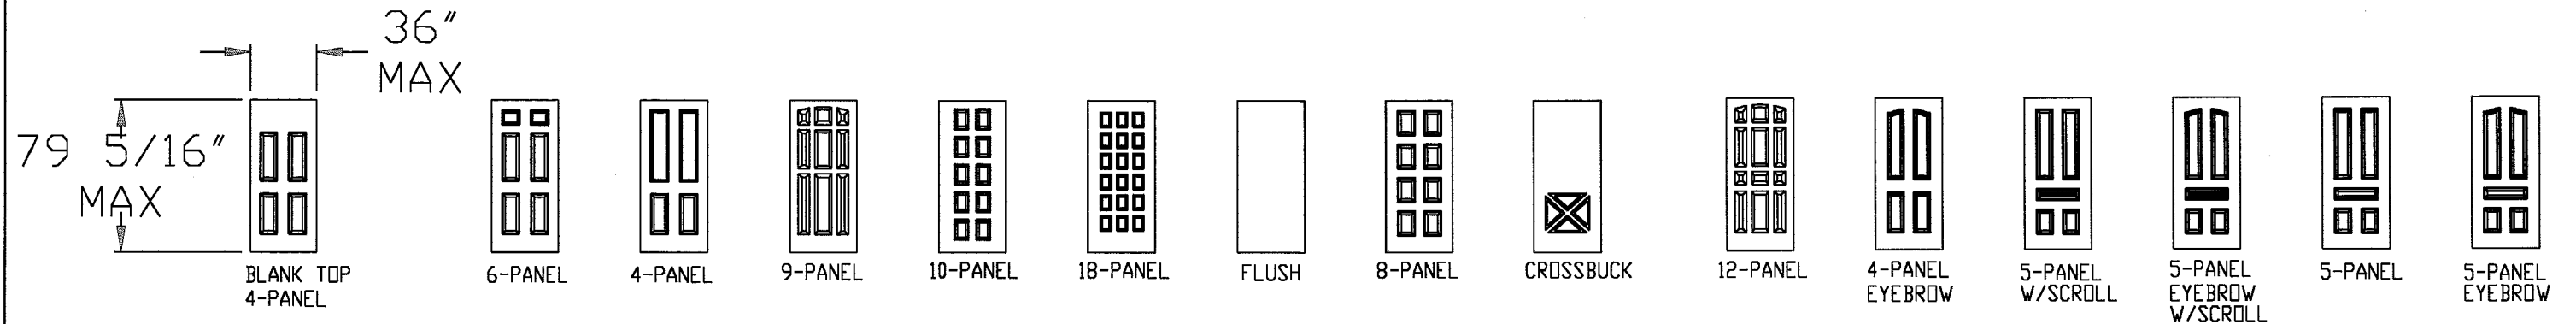 36"
MAX
79 5/16"
MAX
BLANK TOP
4-PANEL
6-PANEL
4-PANEL
9-PANEL
10-PANEL
18-PANEL
FLUSH
8-PANEL
CROSSBUCK
12-PANEL
4-PANEL
EYEBROW
5-PANEL
W/SCROLL
5-PANEL
EYEBROW
W/SCROLL
5-PANEL
5-PANEL
EYEBROW